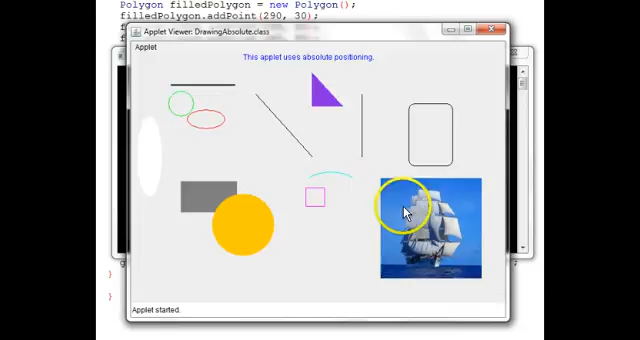 Polygon filledPolygon = new Polygon();
filledPolygon.addPoint(290, 30);
Applet Viewer: DrawingAbsolute.class
Applet
This applet uses absolute positioning.
}
}
Applet started.